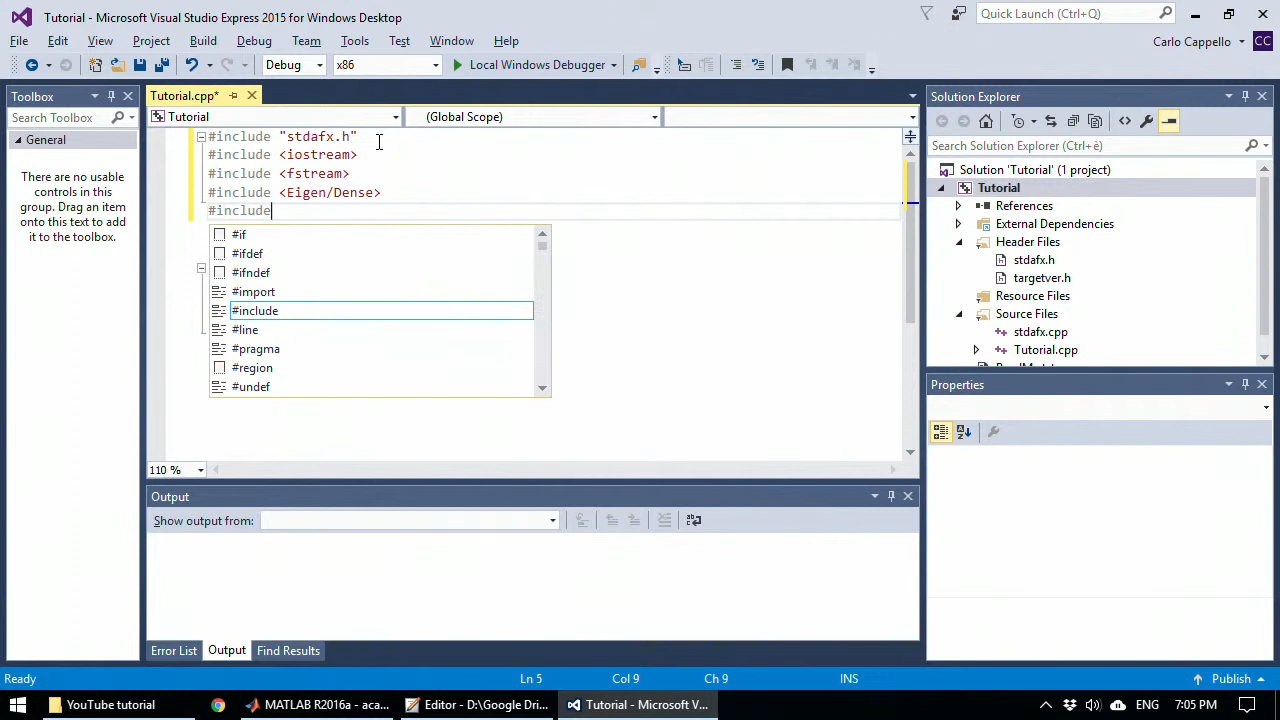 Tutorial - Microsoft Visual Studio Express 2015 for Windows Desktop
Quick Launch (Ctrl+Q)
File Edit View Project Build Debug Team Tools Test Window Help
Carlo Cappello CC
Debug x86 Local Windows Debugger
Toolbox
Search Toolbox
General
There are no usable
controls in this
group. Drag an item
onto this text to add
it to the toolbox.
Tutorial.cpp*
Tutorial (Global Scope)
#include "stdafx.h"
#include <iostream>
#include <fstream>
#include <Eigen/Dense>
#include
#if
#ifdef
#ifndef
#import
#include
#line
#pragma
#region
#undef
110 %
Output
Show output from:
Error List Output Find Results
Solution Explorer
Search Solution Explorer (Ctrl+è)
Solution 'Tutorial' (1 project)
Tutorial
References
External Dependencies
Header Files
stdafx.h
targetver.h
Resource Files
Source Files
stdafx.cpp
Tutorial.cpp
Properties
Ready Ln 5 Col 9 Ch 9 INS Publish
YouTube tutorial MATLAB R2016a - aca... Editor - D:\Google Dri... Tutorial - Microsoft V... ENG 7:05 PM